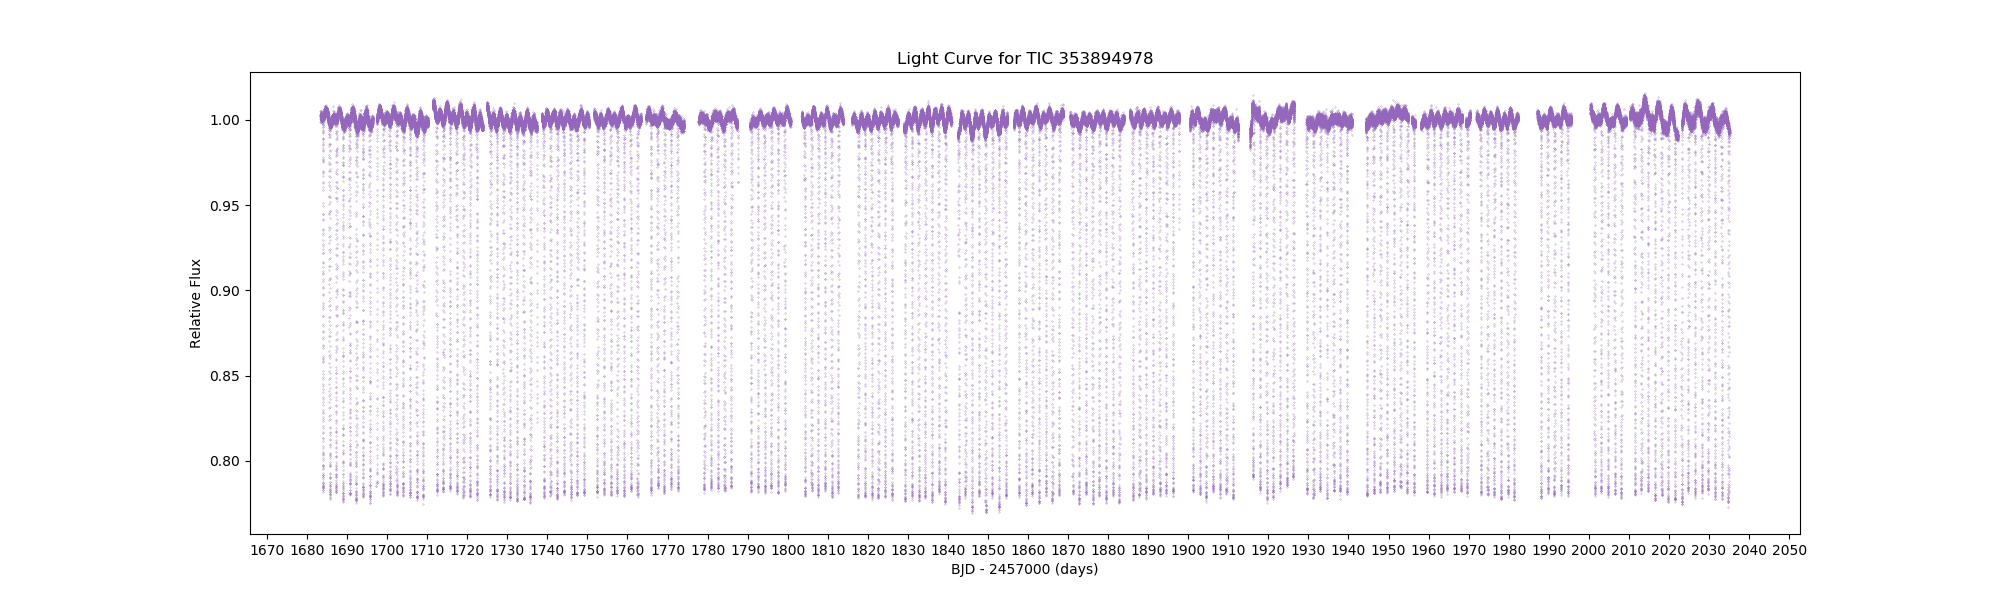 Light Curve for TIC 353894978
Relative Flux
1.00
0.95
0.90
0.85
0.80
1670 1680 1690 1700 1710 1720 1730 1740 1750 1760 1770 1780 1790 1800 1810 1820 1830 1840 1850 1860 1870 1880 1890 1900 1910 1920 1930 1940 1950 1960 1970 1980 1990 2000 2010 2020 2030 2040 2050
BJD - 2457000 (days)